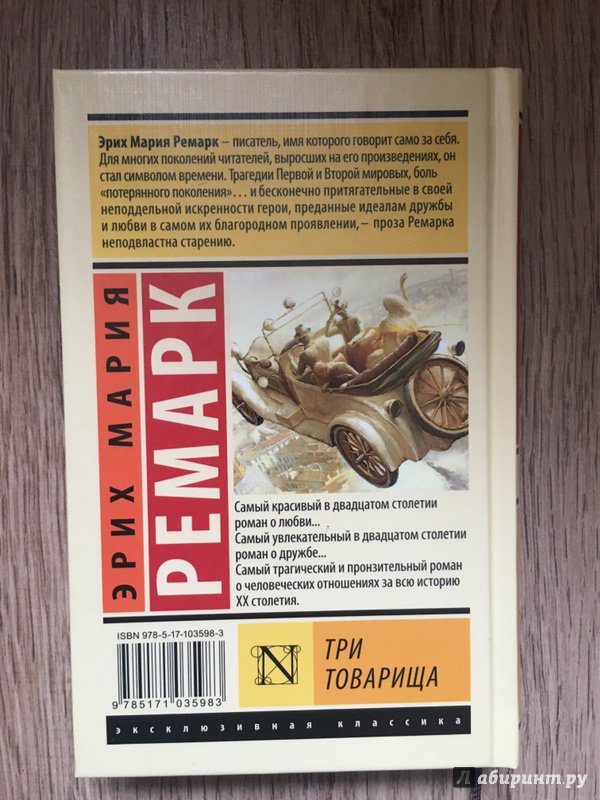 Эрих Мария Ремарк – писатель, имя которого говорит само за себя.
Для многих поколений читателей, выросших на его произведениях, он
стал символом времени. Трагедии Первой и Второй мировых, боль
«потерянного поколения»… и бесконечно притягательные в своей
неподдельной искренности герои, преданные идеалам дружбы
и любви в самом их благородном проявлении, – проза Ремарка
неподвластна старению.
ЭРИХ МАРИЯ
РЕМАРК
Самый красивый в двадцатом столетии
роман о любви...
Самый увлекательный в двадцатом столетии
роман о дружбе...
Самый трагический и пронзительный роман
о человеческих отношениях за всю историю
XX столетия.
ISBN 978-5-17-103598-3
9 785171 035983
N
ТРИ
ТОВАРИЩА
эксклюзивная классика
Лабиринт.ру